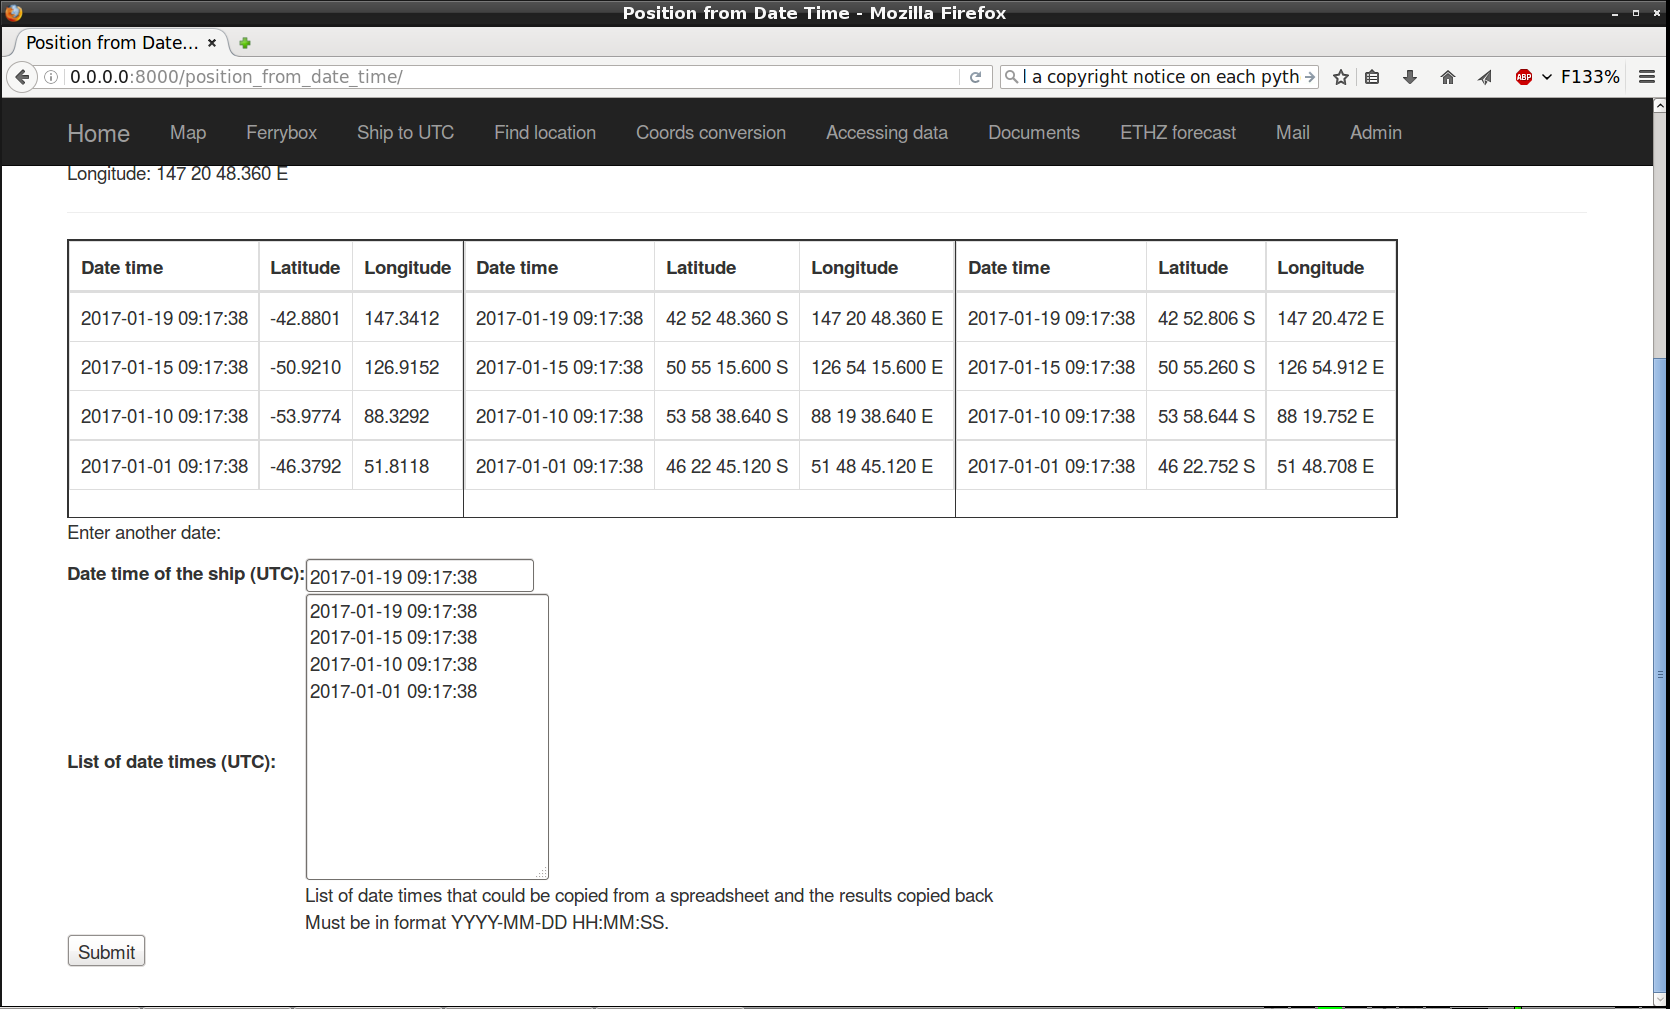 Position from Date Time - Mozilla Firefox
Position from Date...
0.0.0.0:8000/position_from_date_time/
l a copyright notice on each pyth
ABP
F133%
Home Map Ferrybox Ship to UTC Find location Coords conversion Accessing data Documents ETHZ forecast Mail Admin
Longitude: 147 20 48.360 E
Date time Latitude Longitude Date time Latitude Longitude Date time Latitude Longitude
2017-01-19 09:17:38 -42.8801 147.3412 2017-01-19 09:17:38 42 52 48.360 S 147 20 48.360 E 2017-01-19 09:17:38 42 52.806 S 147 20.472 E
2017-01-15 09:17:38 -50.9210 126.9152 2017-01-15 09:17:38 50 55 15.600 S 126 54 15.600 E 2017-01-15 09:17:38 50 55.260 S 126 54.912 E
2017-01-10 09:17:38 -53.9774 88.3292 2017-01-10 09:17:38 53 58 38.640 S 88 19 38.640 E 2017-01-10 09:17:38 53 58.644 S 88 19.752 E
2017-01-01 09:17:38 -46.3792 51.8118 2017-01-01 09:17:38 46 22 45.120 S 51 48 45.120 E 2017-01-01 09:17:38 46 22.752 S 51 48.708 E
Enter another date:
Date time of the ship (UTC): 2017-01-19 09:17:38
2017-01-19 09:17:38
2017-01-15 09:17:38
2017-01-10 09:17:38
2017-01-01 09:17:38
List of date times (UTC):
List of date times that could be copied from a spreadsheet and the results copied back
Must be in format YYYY-MM-DD HH:MM:SS.
Submit